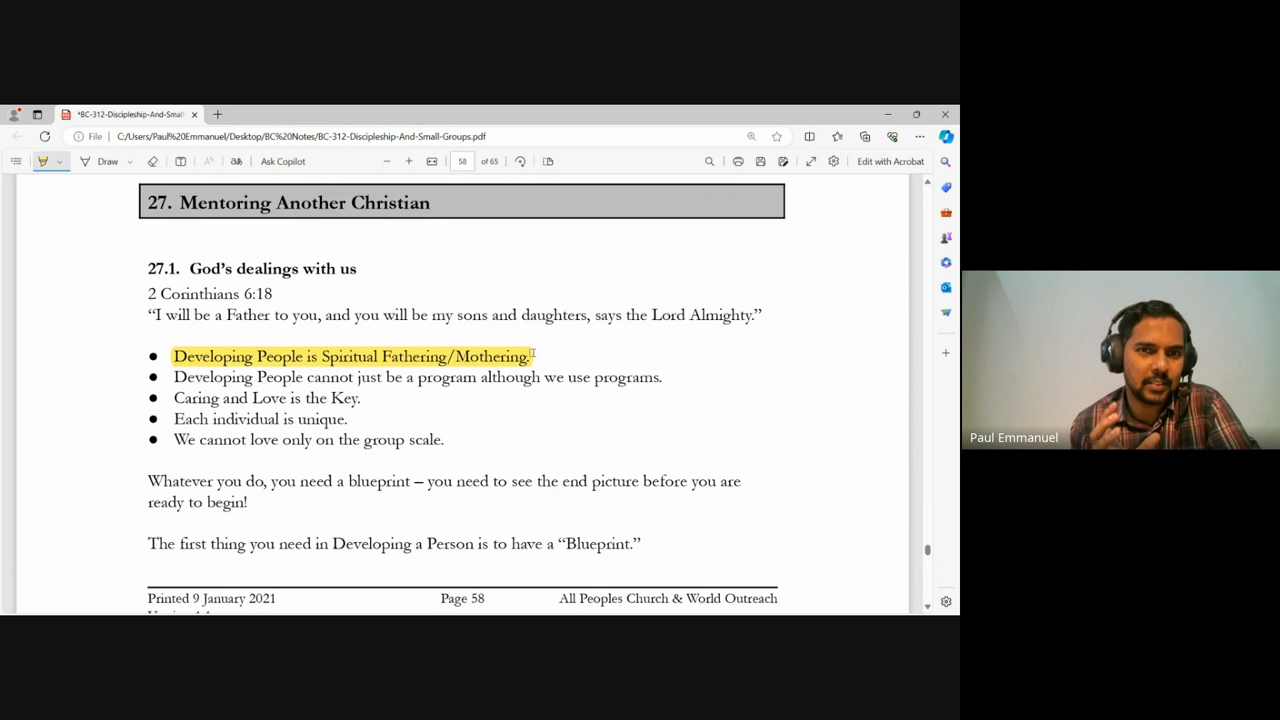 *BC-312-Discipleship-And-Smal
File
C:/Users/Paul%20Emmanuel/Desktop/BC%20Notes/BC-312-Discipleship-And-Small-Groups.pdf
Draw
Ask Copilot
58
of 65
Edit with Acrobat
27. Mentoring Another Christian
27.1. God's dealings with us
2 Corinthians 6:18
“I will be a Father to you, and you will be my sons and daughters, says the Lord Almighty.”
● Developing People is Spiritual Fathering/Mothering.
● Developing People cannot just be a program although we use programs.
● Caring and Love is the Key.
● Each individual is unique.
● We cannot love only on the group scale.
Whatever you do, you need a blueprint – you need to see the end picture before you are
ready to begin!
The first thing you need in Developing a Person is to have a “Blueprint.”
Printed 9 January 2021
Page 58
All Peoples Church & World Outreach
Paul Emmanuel